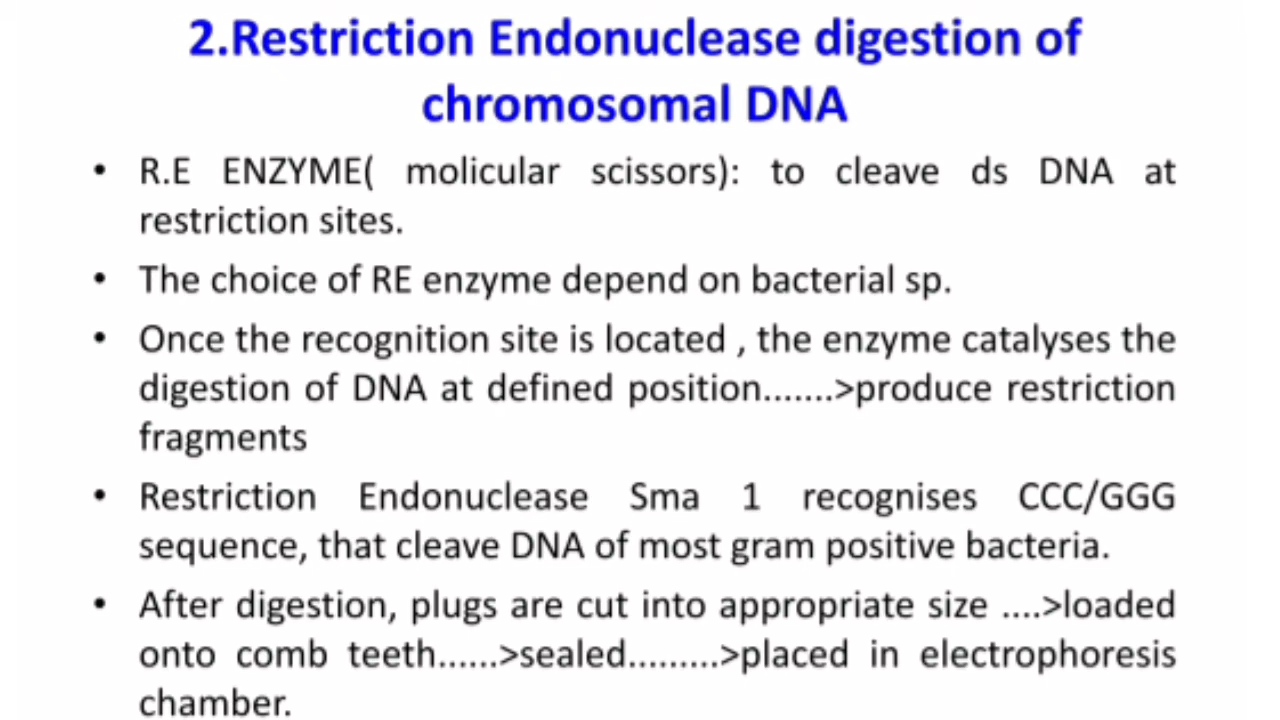 2.Restriction Endonuclease digestion of
chromosomal DNA
• R.E ENZYME( molicular scissors): to cleave ds DNA at
restriction sites.
• The choice of RE enzyme depend on bacterial sp.
• Once the recognition site is located , the enzyme catalyses the
digestion of DNA at defined position.......>produce restriction
fragments
• Restriction Endonuclease Sma 1 recognises CCC/GGG
sequence, that cleave DNA of most gram positive bacteria.
• After digestion, plugs are cut into appropriate size ....>loaded
onto comb teeth......>sealed.........>placed in electrophoresis
chamber.